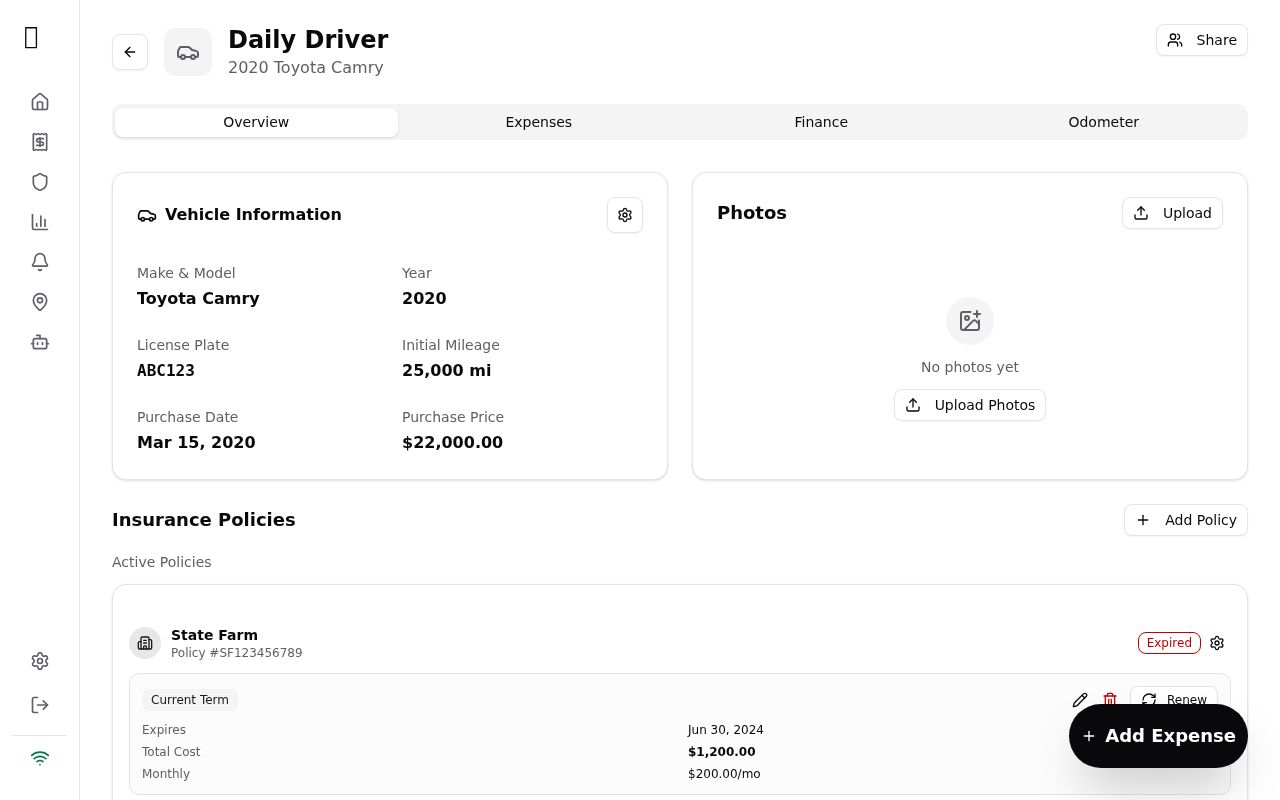 Daily Driver
2020 Toyota Camry
Share
Overview
Expenses
Finance
Odometer
Vehicle Information
Make & Model
Toyota Camry
Year
2020
License Plate
ABC123
Initial Mileage
25,000 mi
Purchase Date
Mar 15, 2020
Purchase Price
$22,000.00
Photos
Upload
No photos yet
Upload Photos
Insurance Policies
Add Policy
Active Policies
State Farm
Policy #SF123456789
Expired
Current Term
Renew
Expires
Jun 30, 2024
Total Cost
$1,200.00
Monthly
$200.00/mo
Add Expense